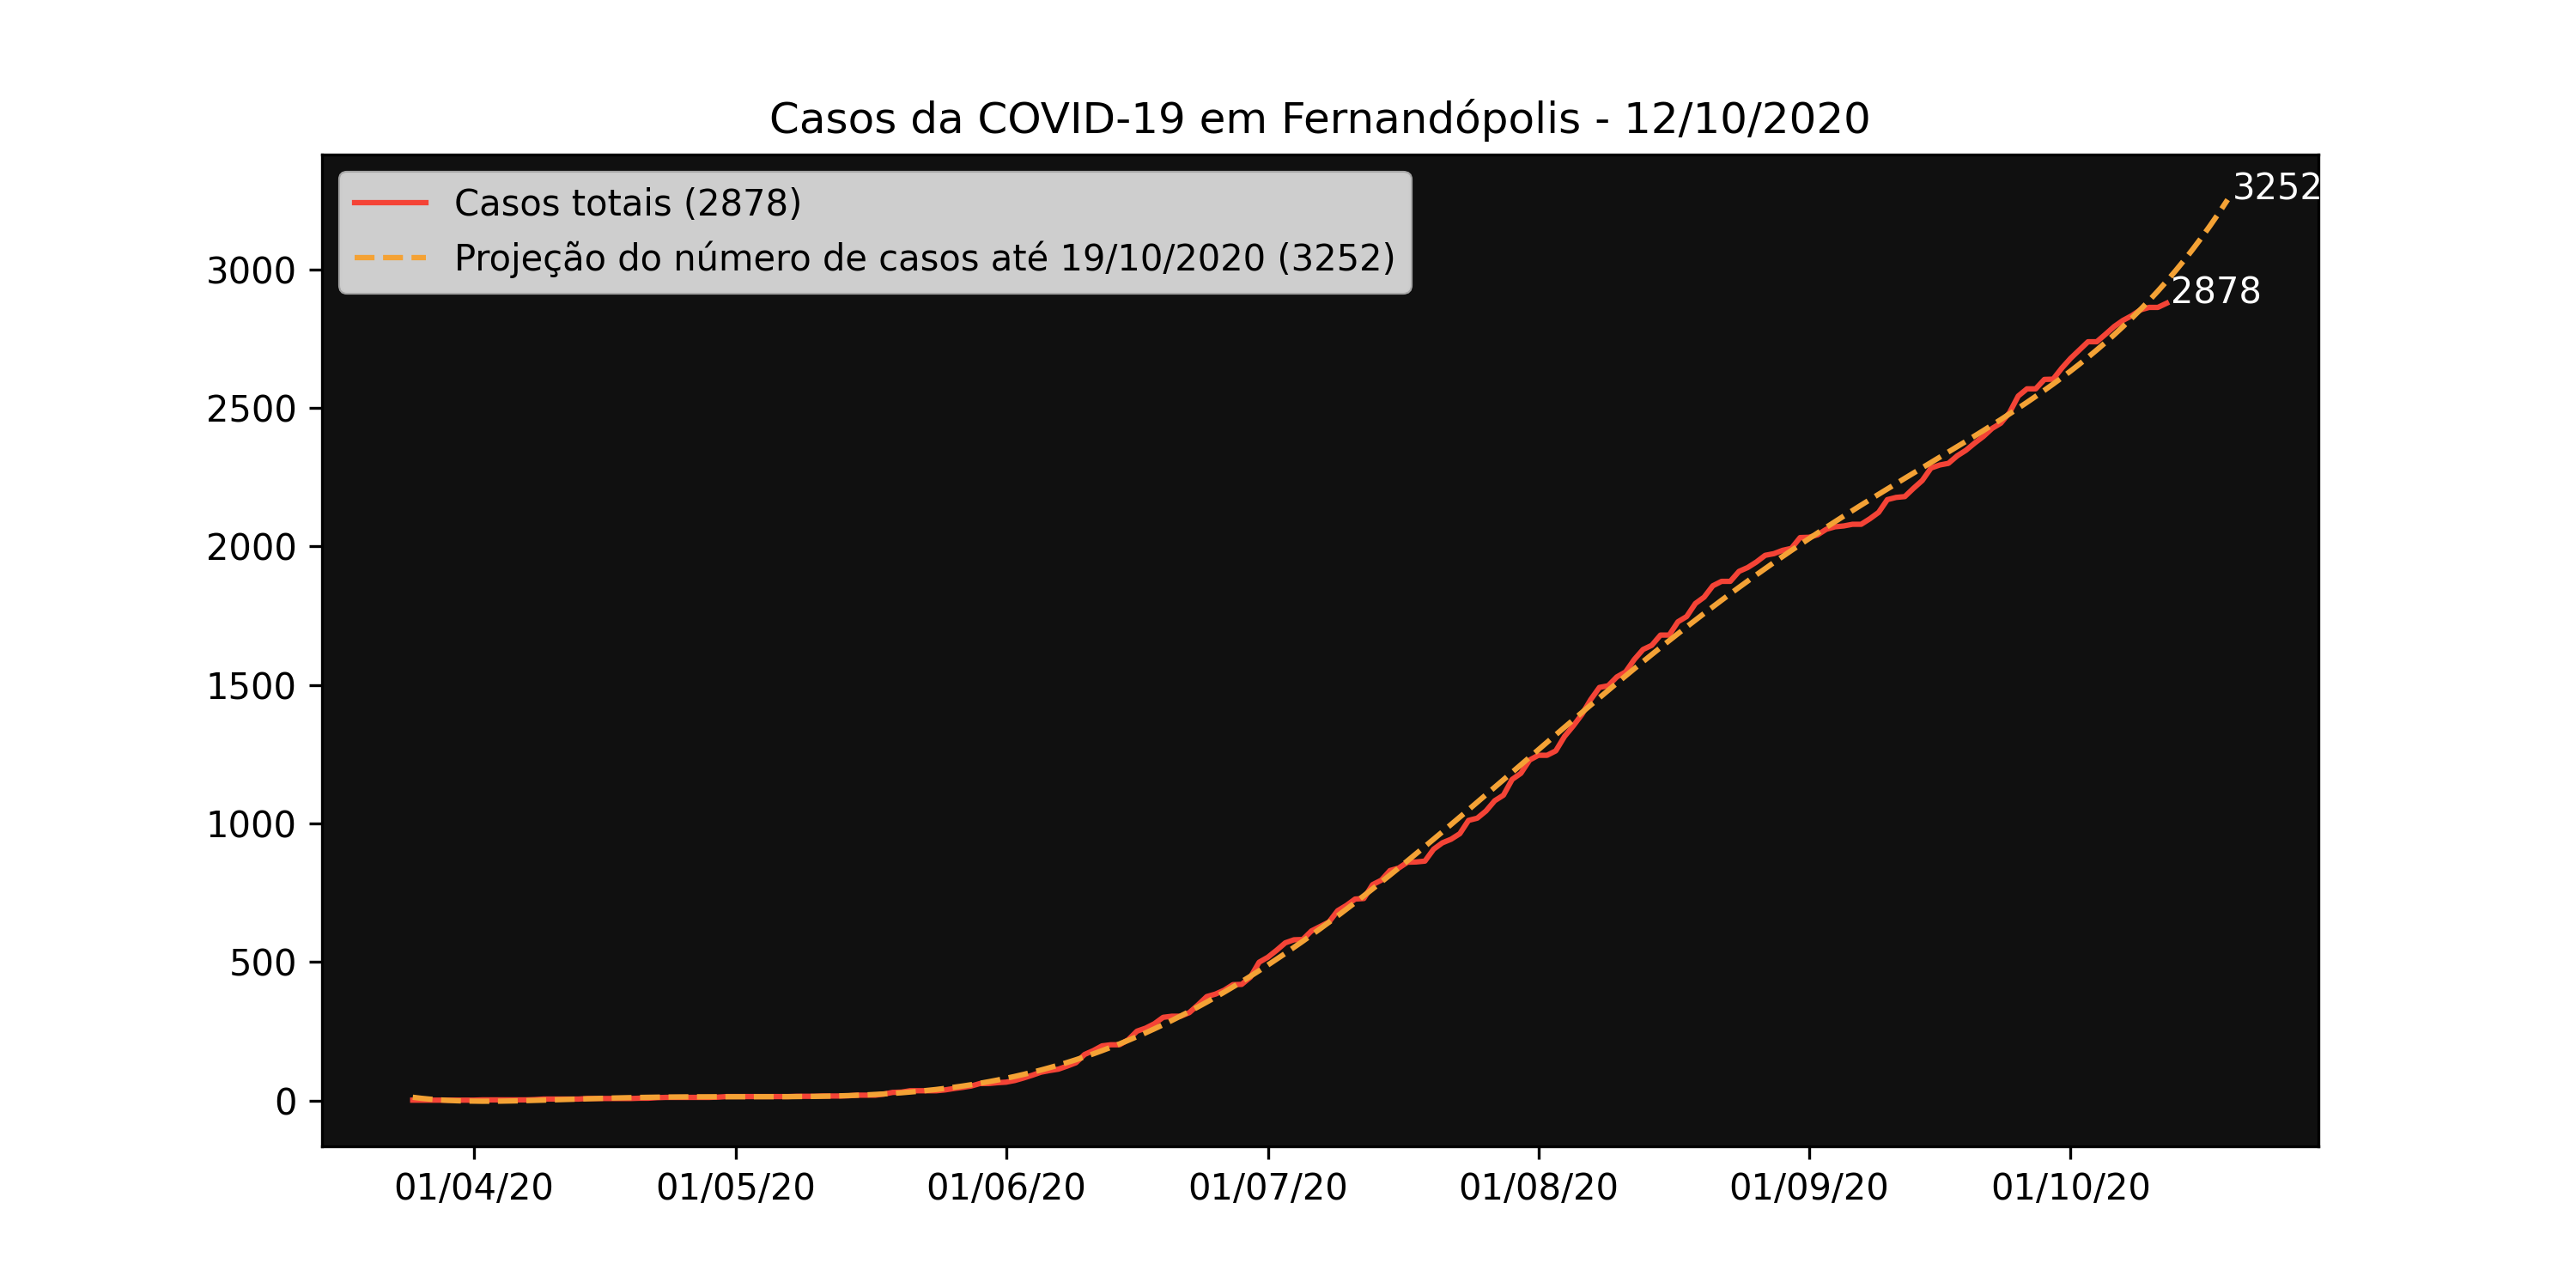 Casos da COVID-19 em Fernandópolis - 12/10/2020
Casos totais (2878)
Projeção do número de casos até 19/10/2020 (3252)
3252
2878
3000
2500
2000
1500
1000
500
0
01/04/20 01/05/20 01/06/20 01/07/20 01/08/20 01/09/20 01/10/20